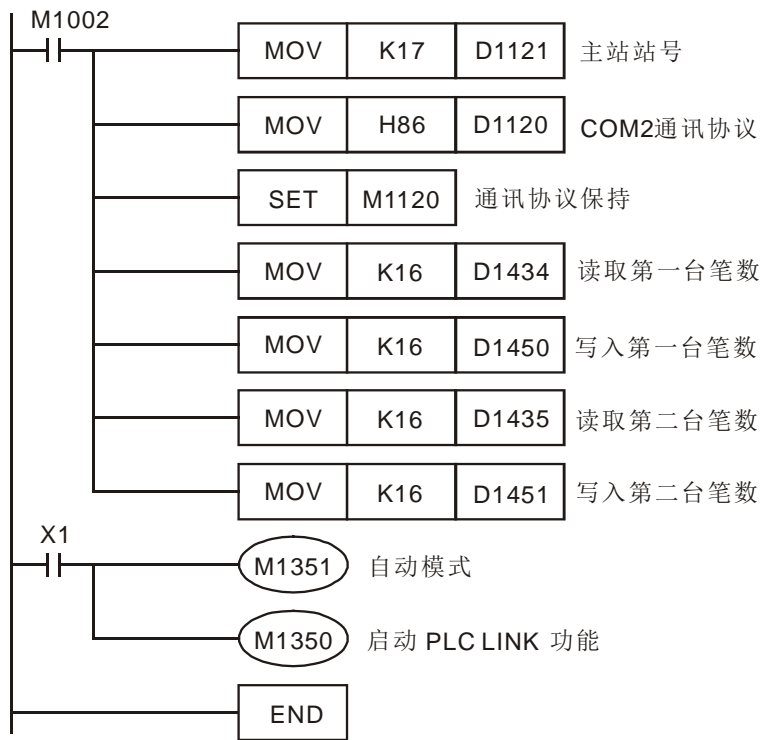 M1002
MOV K17 D1121 主站站号
MOV H86 D1120 COM2通讯协议
SET M1120 通讯协议保持
MOV K16 D1434 读取第一台笔数
MOV K16 D1450 写入第一台笔数
MOV K16 D1435 读取第二台笔数
MOV K16 D1451 写入第二台笔数
X1
M1351 自动模式
M1350 启动 PLC LINK 功能
END